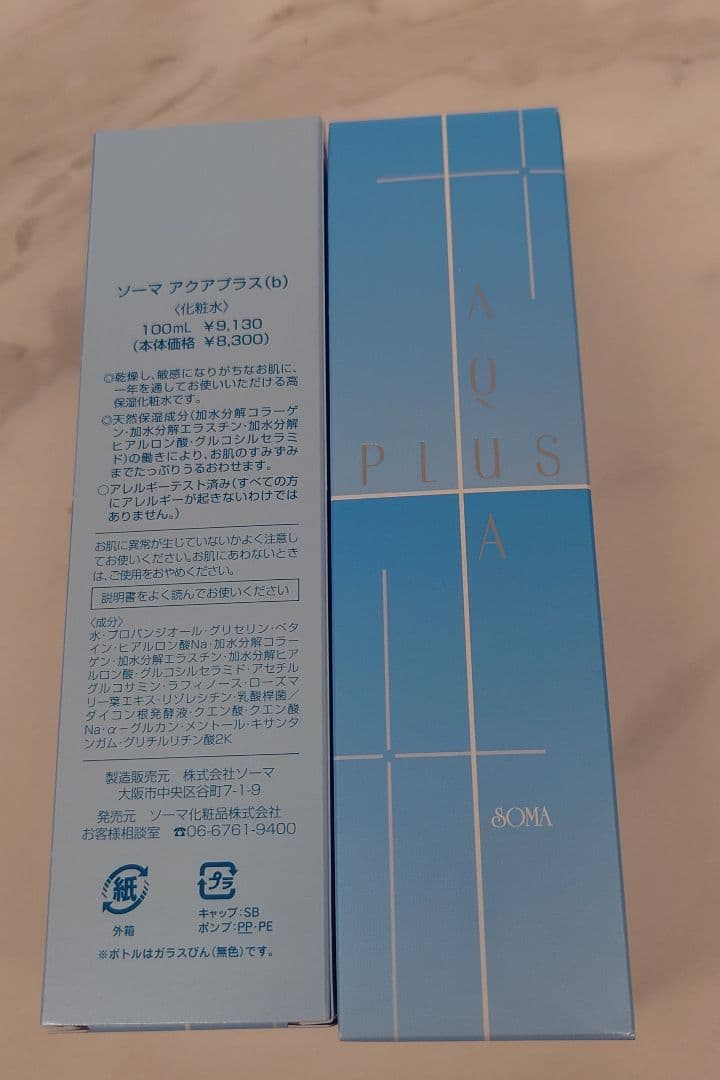 ソーマ アクアプラス(b)
〈化粧水〉
100mL ¥9,130
(本体価格 ¥8,300)
◎乾燥し、敏感になりがちなお肌に、
一年を通してお使いいただける高
保湿化粧水です。
◎天然保湿成分(加水分解コラーゲ
ン・加水分解エラスチン・加水分解
ヒアルロン酸・グルコシルセラミ
ド)の働きにより、お肌のすみずみ
までたっぷりうるおわせます。
○アレルギーテスト済み(すべての方
にアレルギーが起きないわけでは
ありません。)
お肌に異常が生じていないかよく注意し
てお使いください。お肌にあわないとき
は、ご使用をおやめください。
説明書をよく読んでお使いください
〈成分〉
水・プロパンジオール・グリセリン・ベタ
イン・ヒアルロン酸Na・加水分解コラー
ゲン・加水分解エラスチン・加水分解ヒア
ルロン酸・グルコシルセラミド・アセチル
グルコサミン・ラフィノース・ローズマ
リー葉エキス・リゾレシチン・乳酸桿菌/
ダイコン根発酵液・クエン酸・クエン酸
Na・α-グルカン・メントール・キサンタ
ンガム・グリチルリチン酸2K
製造販売元 株式会社ソーマ
大阪市中央区谷町7-1-9
発売元 ソーマ化粧品株式会社
お客様相談室 ☎06-6761-9400
紙
外箱
プラ
キャップ:SB
ポンプ:PP・PE
※ボトルはガラスびん(無色)です。
AQUA
PLUS
SOMA